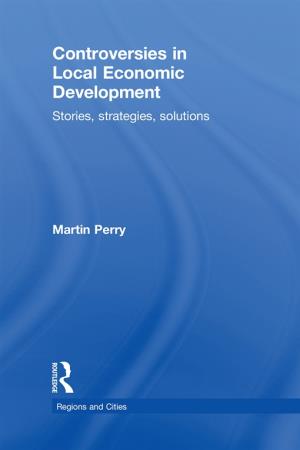 Controversies in
Local Economic
Development
Stories, strategies, solutions
Martin Perry
ROUTLEDGE
Regions and Cities